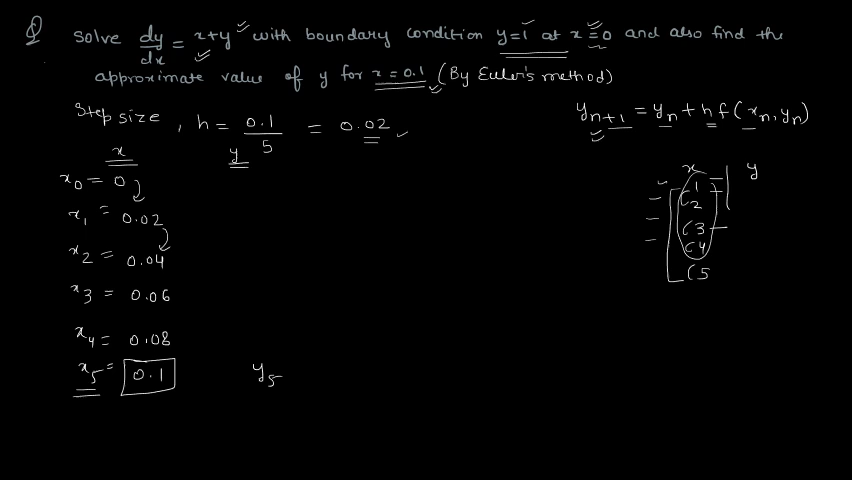 Q Solve dy/dx = x+y with boundary condition y=1 at x=0 and also find the
approximate value of y for x=0.1 (By Euler's method)
Step size, h = 0.1/5 = 0.02
y_{n+1} = y_n + h f(x_n, y_n)
x y
x_0 = 0
x_1 = 0.02
x_2 = 0.04
x_3 = 0.06
x_4 = 0.08
x_5 = 0.1 y_5
x y
1
2
3
4
5